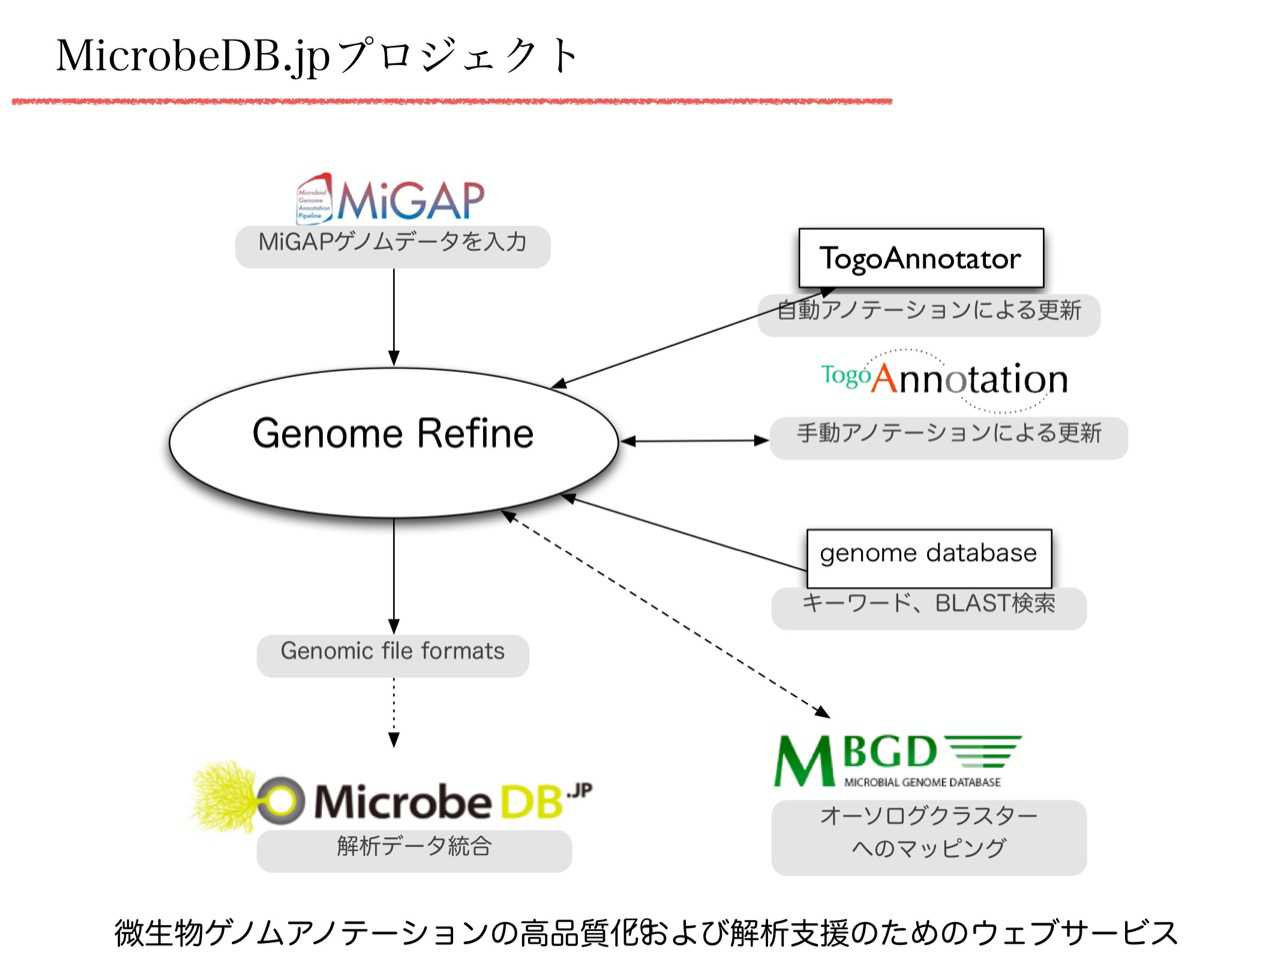 MicrobeDB.jpプロジェクト
Microbial
Genome
Annotation
Pipeline
MiGAP
MiGAPゲノムデータを入力
TogoAnnotator
自動アノテーションによる更新
TogoAnnotation
手動アノテーションによる更新
Genome Refine
genome database
キーワード、BLAST検索
Genomic file formats
MBGD
MICROBIAL GENOME DATABASE
オーソログクラスター
へのマッピング
MicrobeDB.JP
解析データ統合
微生物ゲノムアノテーションの高品質化および解析支援のためのウェブサービス